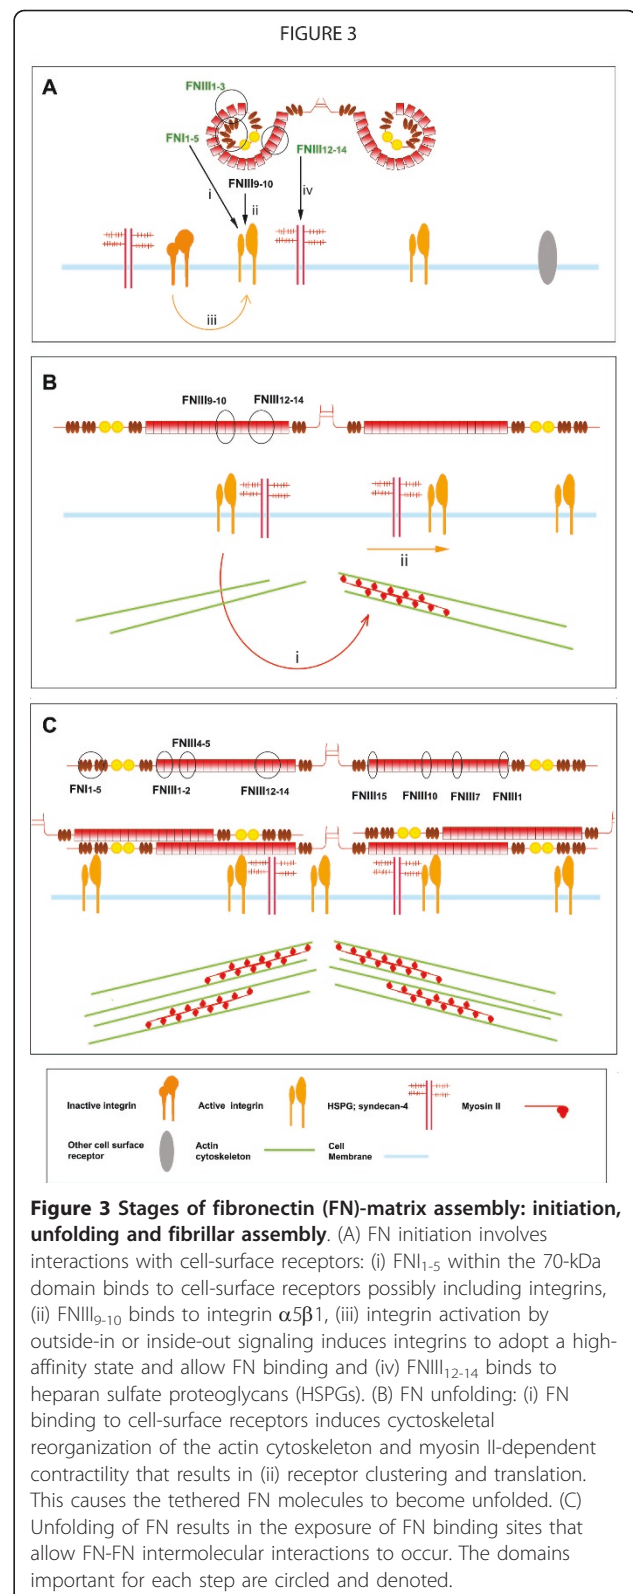 FIGURE 3
A
FNIII1-3
FNI1-5
FNIII12-14
FNIII9-10
i
ii
iv
iii
B
FNIII9-10
FNIII12-14
ii
i
C
FNIII4-5
FNI1-5
FNIII1-2
FNIII12-14
FNIII15
FNIII10
FNIII7
FNIII1
Inactive integrin
Active integrin
HSPG; syndecan-4
Myosin II
Other cell surface
receptor
Actin
cytoskeleton
Cell
Membrane
Figure 3 Stages of fibronectin (FN)-matrix assembly: initiation,
unfolding and fibrillar assembly. (A) FN initiation involves
interactions with cell-surface receptors: (i) FNI1-5 within the 70-kDa
domain binds to cell-surface receptors possibly including integrins,
(ii) FNIII9-10 binds to integrin α5β1, (iii) integrin activation by
outside-in or inside-out signaling induces integrins to adopt a high-
affinity state and allow FN binding and (iv) FNIII12-14 binds to
heparan sulfate proteoglycans (HSPGs). (B) FN unfolding: (i) FN
binding to cell-surface receptors induces cyctoskeletal
reorganization of the actin cytoskeleton and myosin II-dependent
contractility that results in (ii) receptor clustering and translation.
This causes the tethered FN molecules to become unfolded. (C)
Unfolding of FN results in the exposure of FN binding sites that
allow FN-FN intermolecular interactions to occur. The domains
important for each step are circled and denoted.